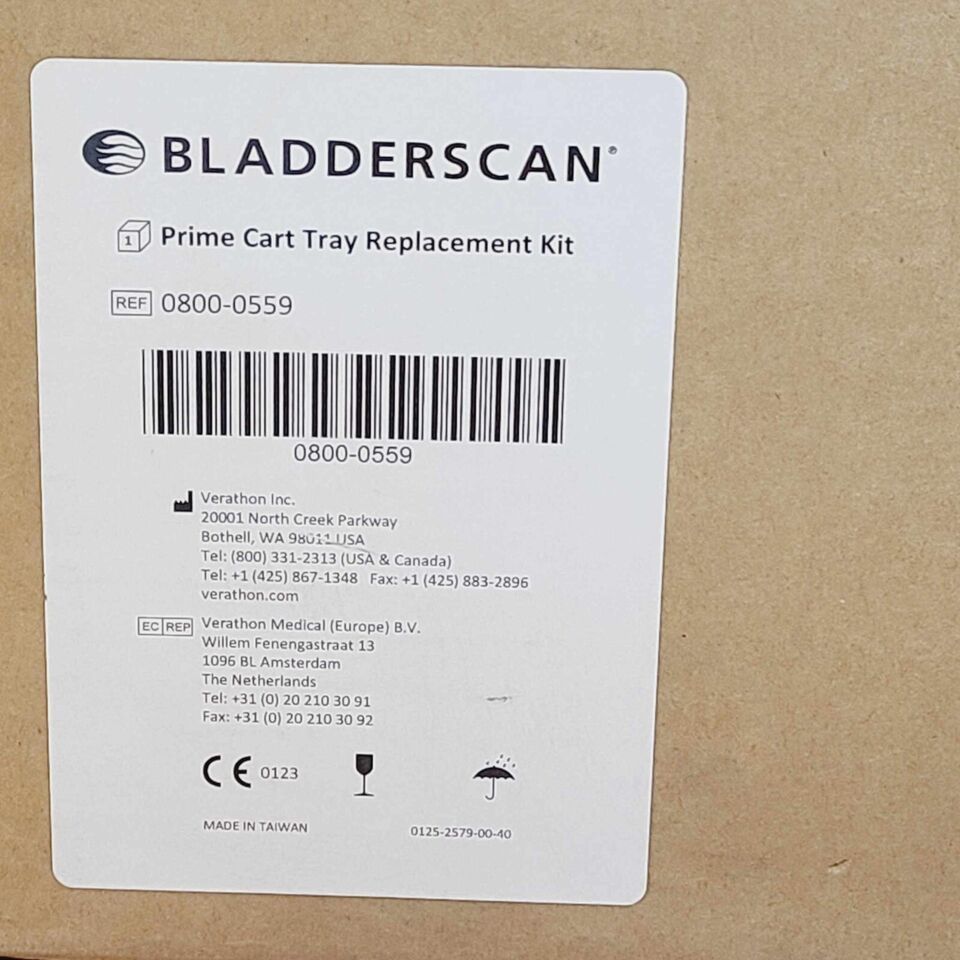 BLADDERSCAN®
1 Prime Cart Tray Replacement Kit
REF 0800-0559
0800-0559
Verathon Inc.
20001 North Creek Parkway
Bothell, WA 98011 USA
Tel: (800) 331-2313 (USA & Canada)
Tel: +1 (425) 867-1348 Fax: +1 (425) 883-2896
verathon.com
EC REP Verathon Medical (Europe) B.V.
Willem Fenengastraat 13
1096 BL Amsterdam
The Netherlands
Tel: +31 (0) 20 210 30 91
Fax: +31 (0) 20 210 30 92
CE 0123
MADE IN TAIWAN
0125-2579-00-40